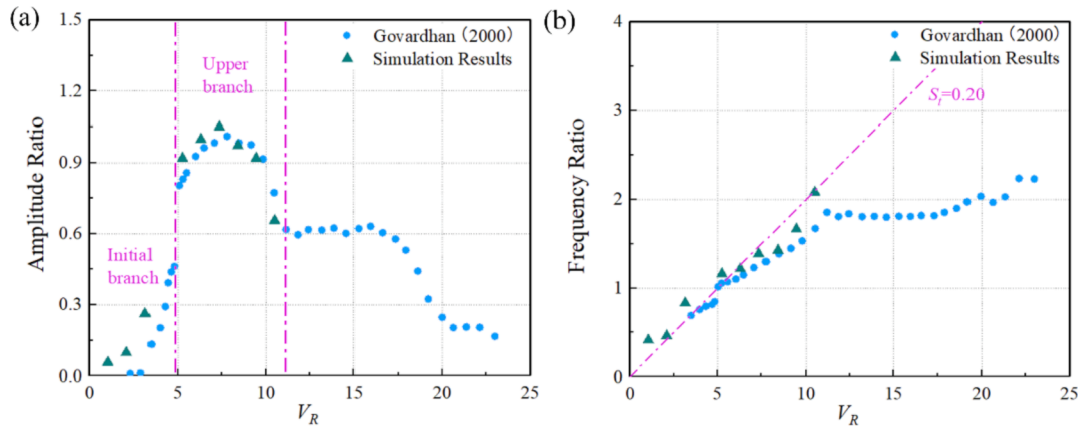 (a)
1.5
1.2
0.9
0.6
0.3
0.0
Amplitude Ratio
Govardhan (2000)
Simulation Results
Upper
branch
Initial
branch
0 5 10 15 20 25
V_R
(b)
4
3
2
1
0
Frequency Ratio
Govardhan (2000)
Simulation Results
S_t=0.20
0 5 10 15 20 25
V_R